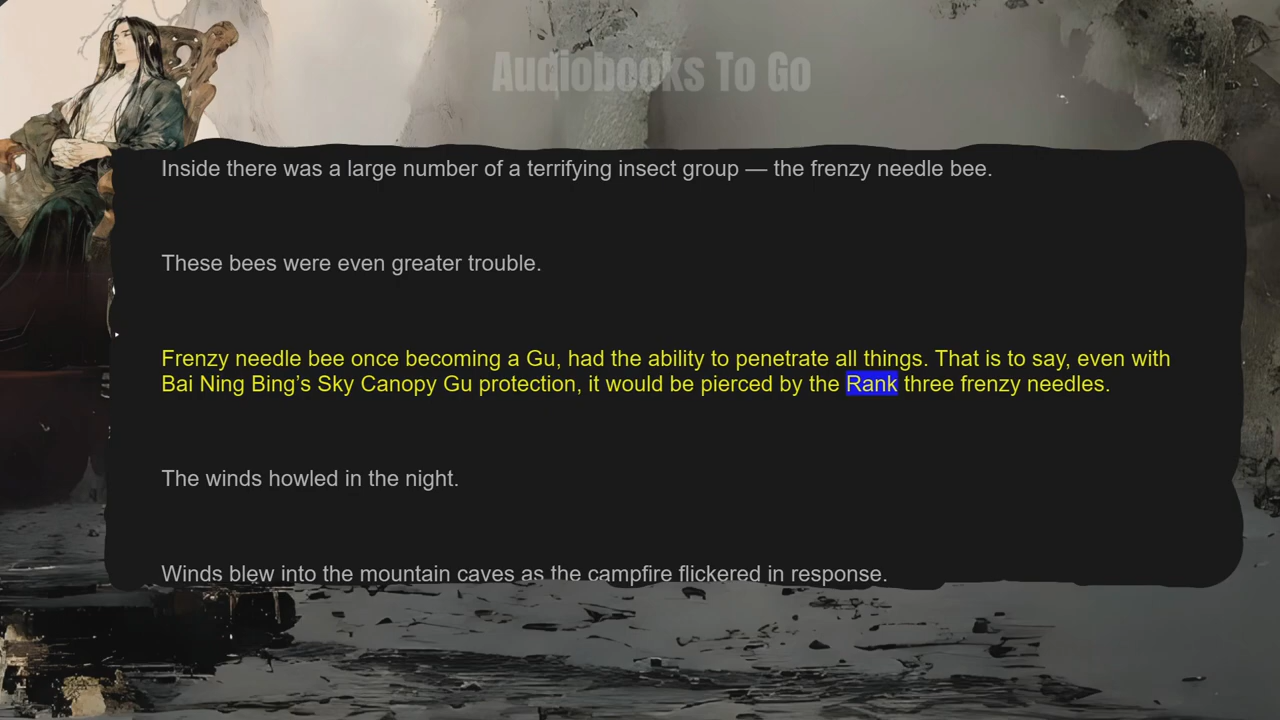 Audiobooks To Go
Inside there was a large number of a terrifying insect group — the frenzy needle bee.
These bees were even greater trouble.
Frenzy needle bee once becoming a Gu, had the ability to penetrate all things. That is to say, even with
Bai Ning Bing’s Sky Canopy Gu protection, it would be pierced by the Rank three frenzy needles.
The winds howled in the night.
Winds blew into the mountain caves as the campfire flickered in response.